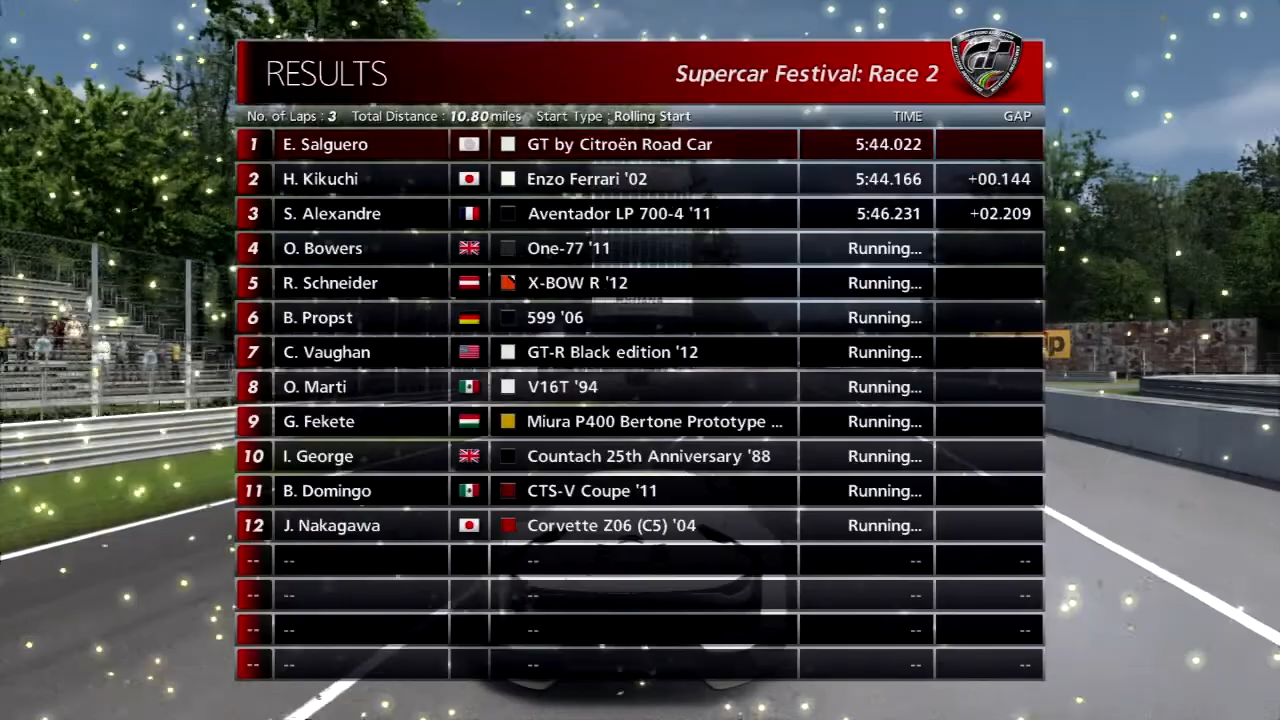 RESULTS
Supercar Festival: Race 2
No. of Laps : 3 Total Distance : 10.80 miles Start Type : Rolling Start TIME GAP
1 E. Salguero GT by Citroën Road Car 5:44.022
2 H. Kikuchi Enzo Ferrari '02 5:44.166 +00.144
3 S. Alexandre Aventador LP 700-4 '11 5:46.231 +02.209
4 O. Bowers One-77 '11 Running...
5 R. Schneider X-BOW R '12 Running...
6 B. Propst 599 '06 Running...
7 C. Vaughan GT-R Black edition '12 Running...
8 O. Marti V16T '94 Running...
9 G. Fekete Miura P400 Bertone Prototype ... Running...
10 I. George Countach 25th Anniversary '88 Running...
11 B. Domingo CTS-V Coupe '11 Running...
12 J. Nakagawa Corvette Z06 (C5) '04 Running...
-- -- -- -- --
-- -- -- -- --
-- -- -- -- --
-- -- -- -- --